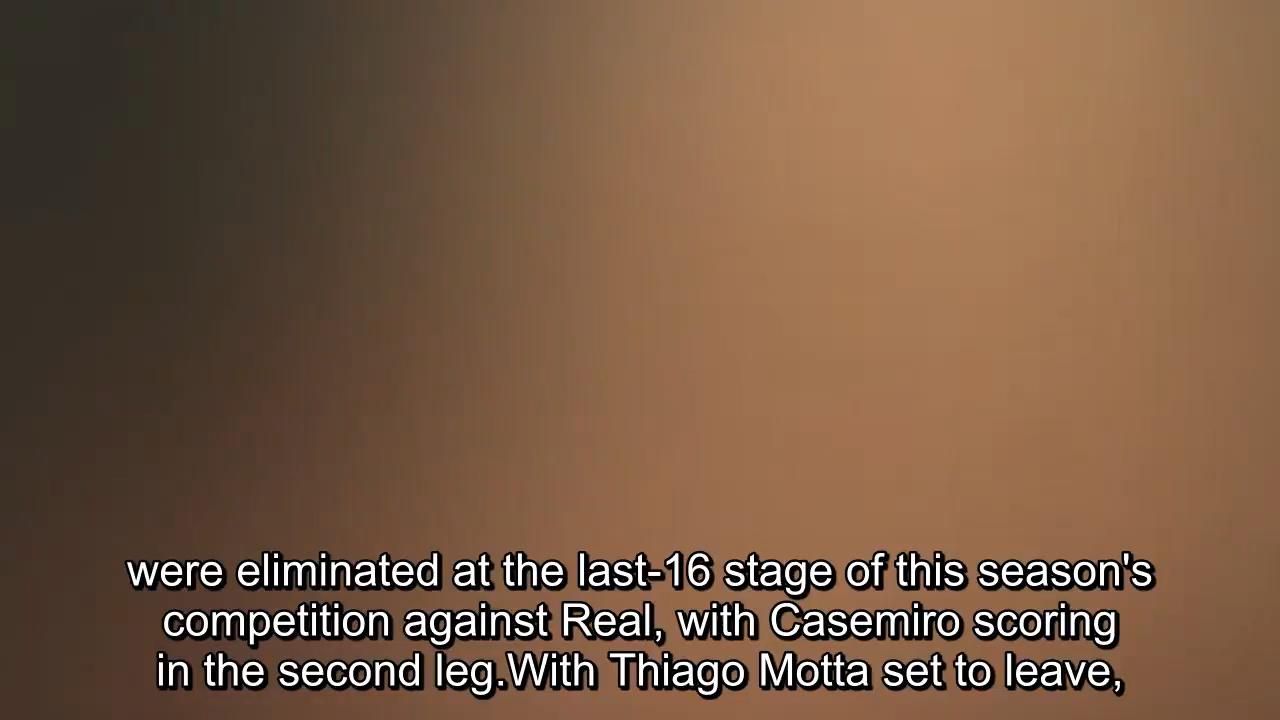 were eliminated at the last-16 stage of this season's
competition against Real, with Casemiro scoring
in the second leg.With Thiago Motta set to leave,